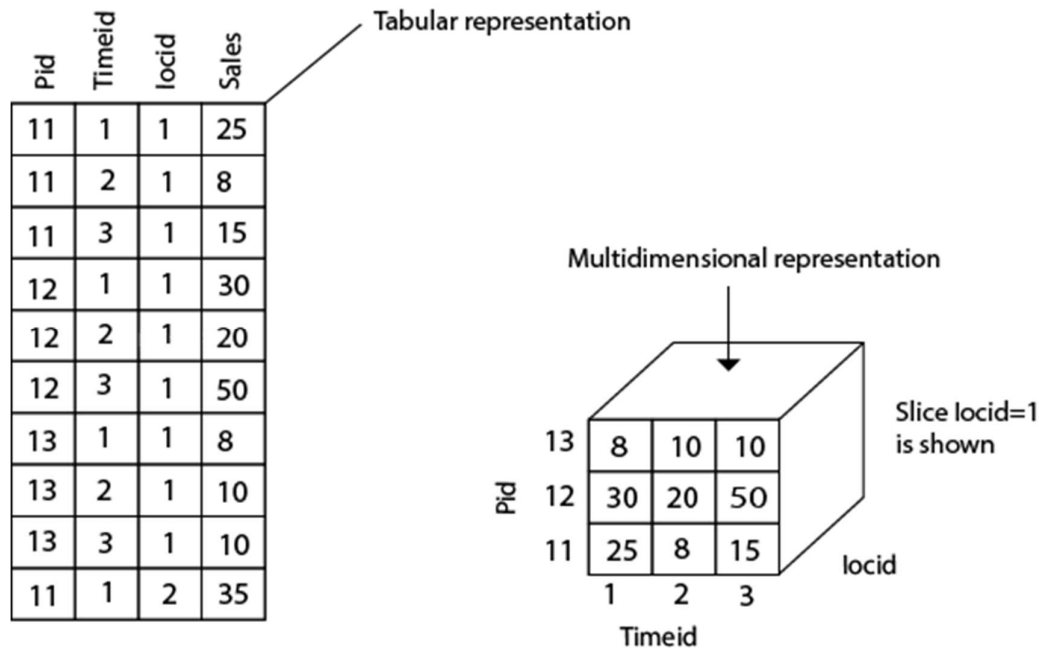 Tabular representation
Pid Timeid locid Sales
11 1 1 25
11 2 1 8
11 3 1 15
12 1 1 30
12 2 1 20
12 3 1 50
13 1 1 8
13 2 1 10
13 3 1 10
11 1 2 35
Multidimensional representation
Slice locid=1
is shown
13 8 10 10
12 30 20 50
11 25 8 15
Pid
1 2 3
Timeid
locid